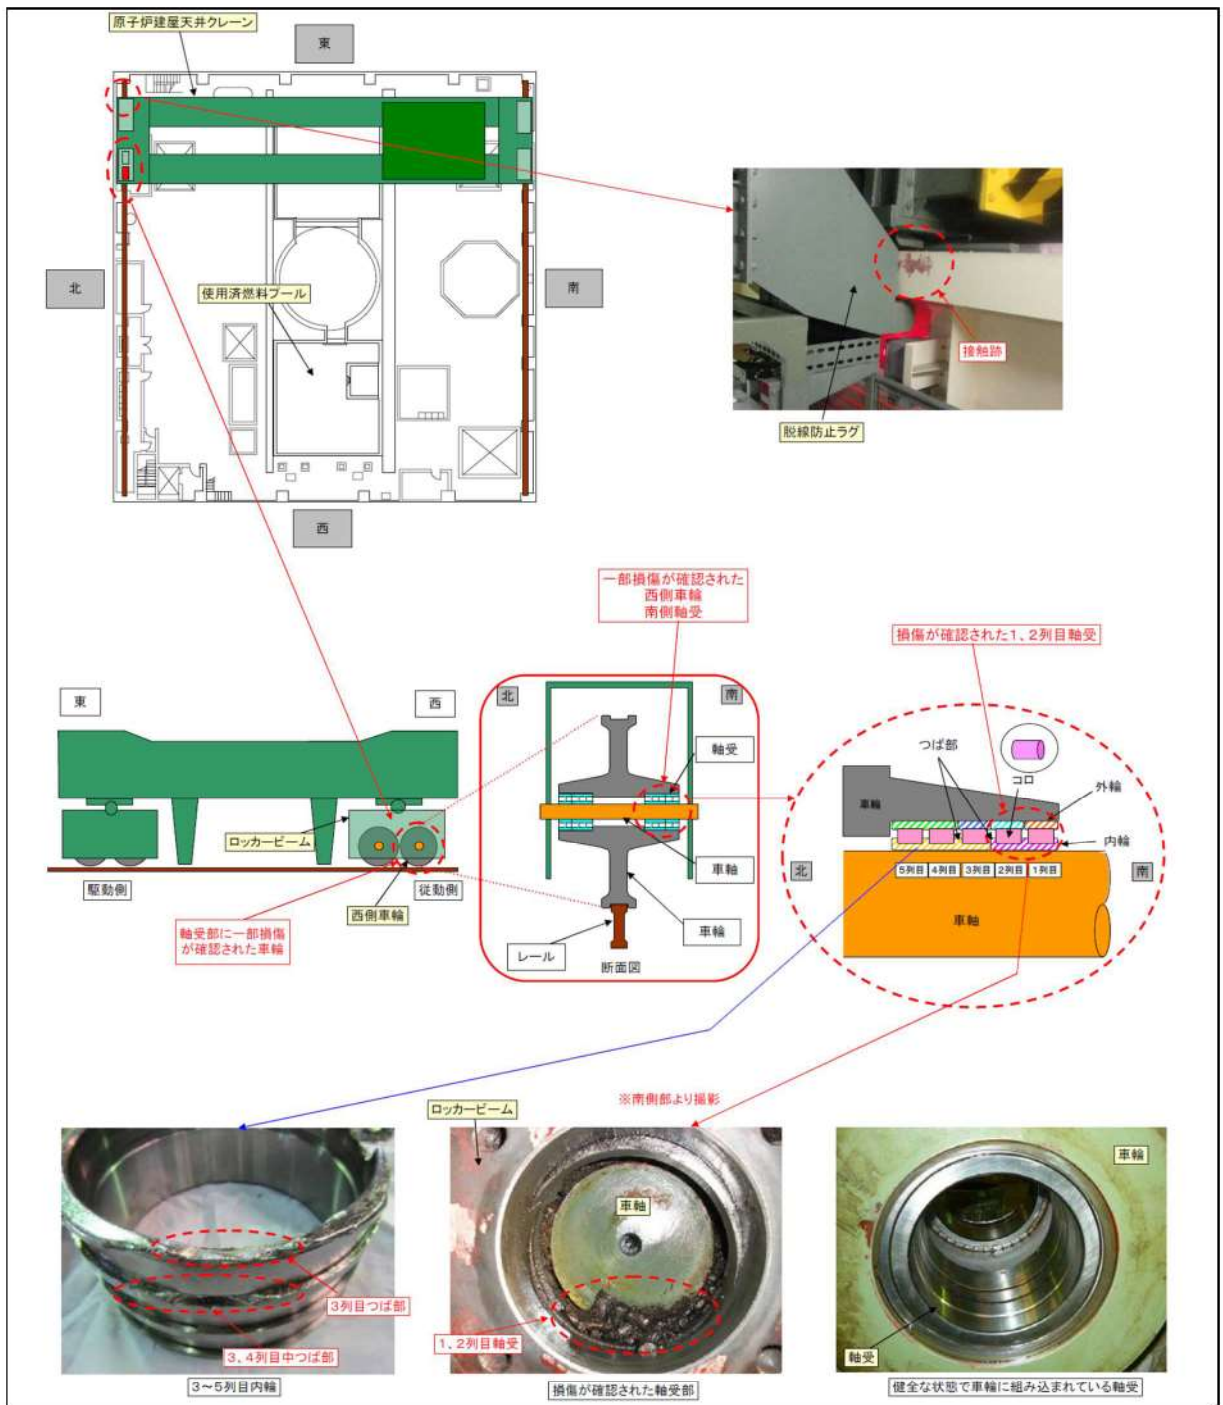 原子炉建屋天井クレーン
東
北
南
使用済燃料プール
西
接触跡
脱線防止ラグ
一部損傷が確認された
西側車輪
南側軸受
損傷が確認された1、2列目軸受
東
西
ロッカービーム
駆動側
従動側
西側車輪
軸受部に一部損傷
が確認された車輪
北
南
軸受
車軸
車輪
レール
断面図
つば部
コロ
外輪
車輪
内輪
北
5列目
4列目
3列目
2列目
1列目
南
車軸
ロッカービーム
※南側部より撮影
車軸
車輪
3列目つば部
3、4列目中つば部
1、2列目軸受
軸受
3～5列目内輪
損傷が確認された軸受部
健全な状態で車輪に組み込まれている軸受